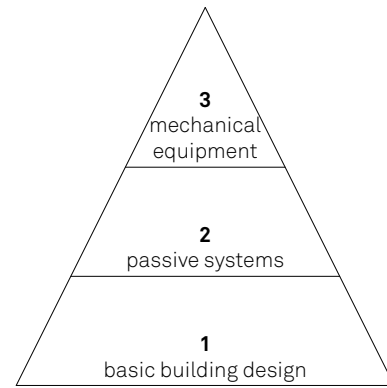 3
mechanical
equipment
2
passive systems
1
basic building design